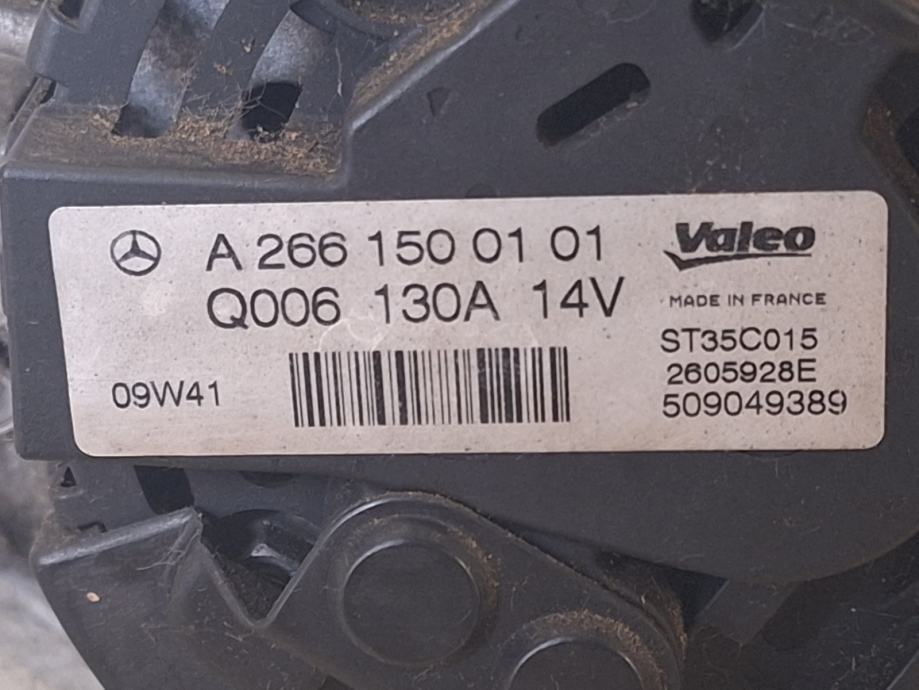 A 266 150 01 01
Q006 130A 14V
09W41
Valeo
MADE IN FRANCE
ST35C015
2605928E
509049389